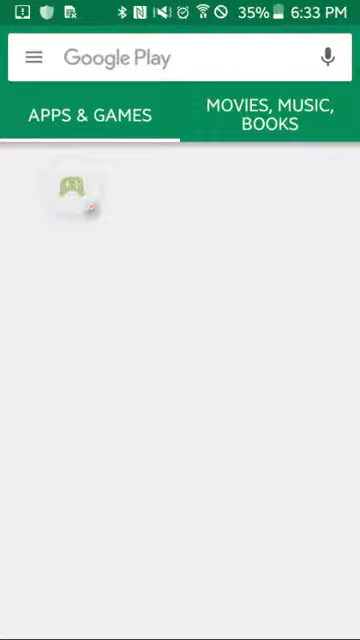 35% 6:33 PM
Google Play
APPS & GAMES
MOVIES, MUSIC,
BOOKS